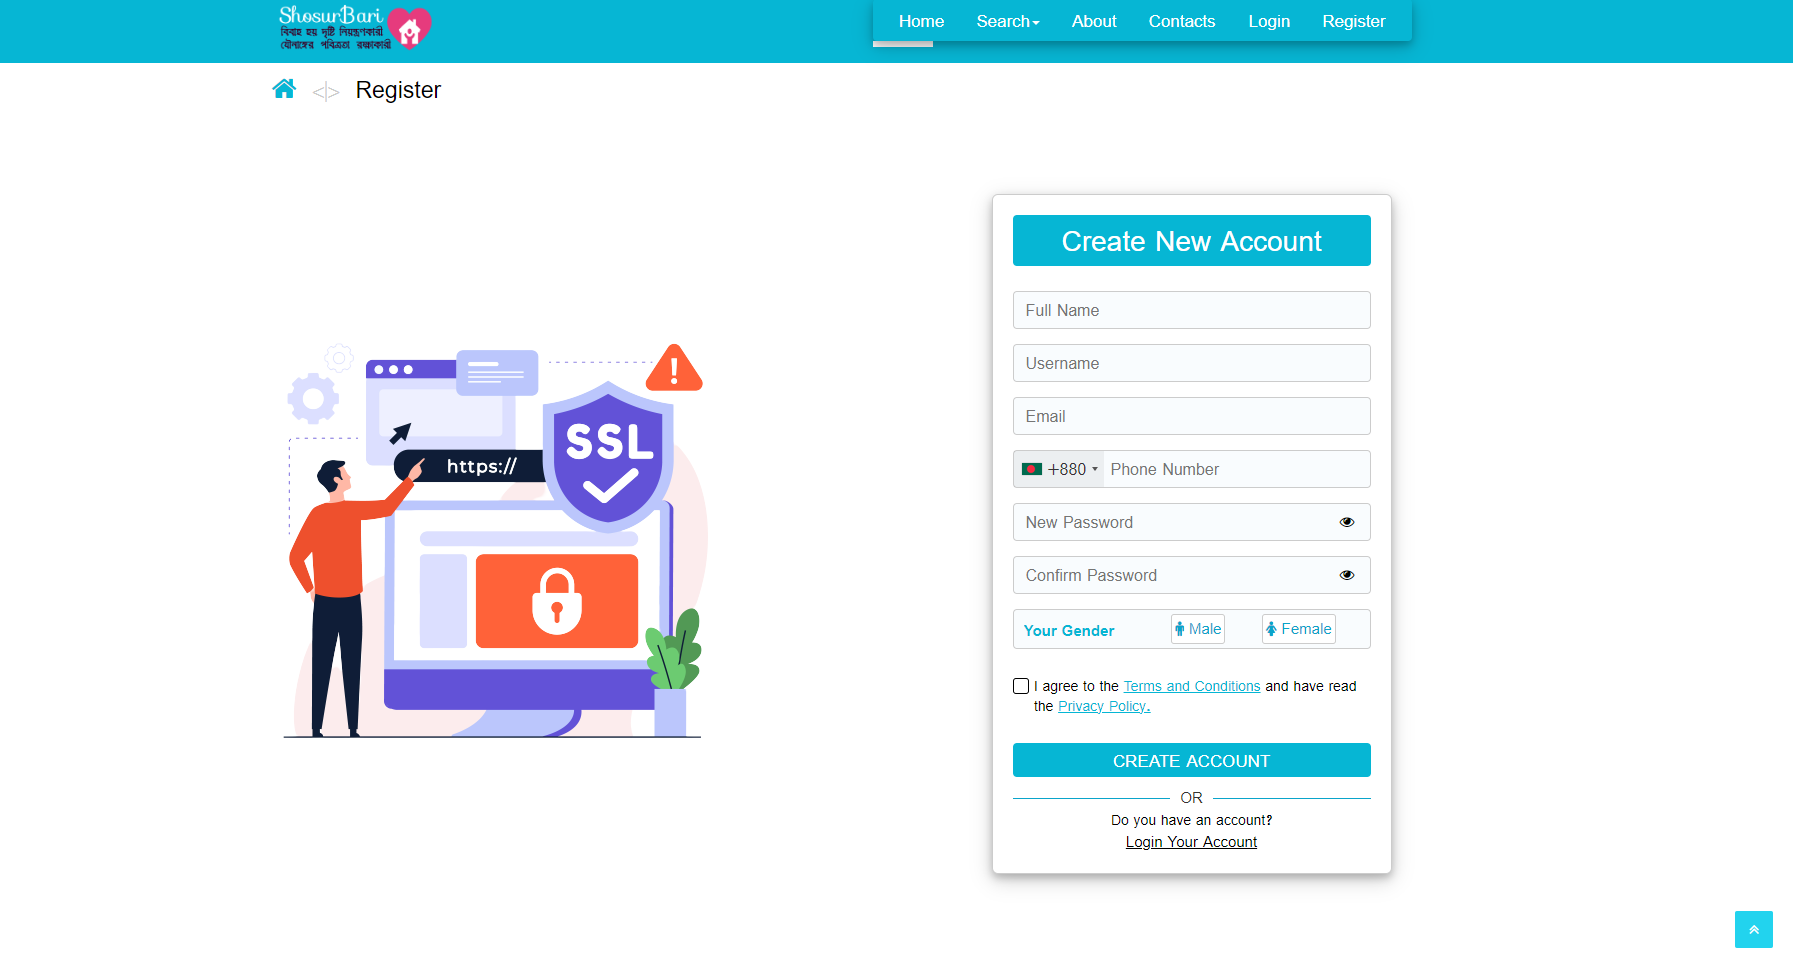 ShosurBari
বিবাহ হয় দৃষ্টি নিয়ন্ত্রণকারী
যৌনাঙ্গের পবিত্রতা রক্ষাকারী
Home Search About Contacts Login Register
<|> Register
Create New Account
Full Name
Username
Email
+880 Phone Number
New Password
Confirm Password
Your Gender Male Female
I agree to the Terms and Conditions and have read
the Privacy Policy.
CREATE ACCOUNT
OR
Do you have an account?
Login Your Account
SSL
https://